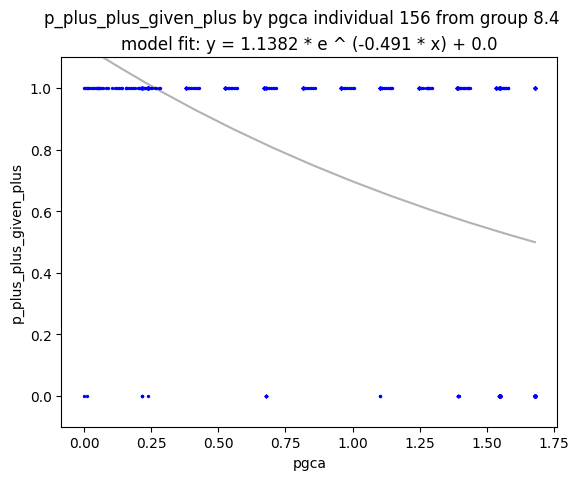 p_plus_plus_given_plus by pgca individual 156 from group 8.4
model fit: y = 1.1382 * e ^ (-0.491 * x) + 0.0
1.0
0.8
0.6
0.4
0.2
0.0
p_plus_plus_given_plus
0.00 0.25 0.50 0.75 1.00 1.25 1.50 1.75
pgca